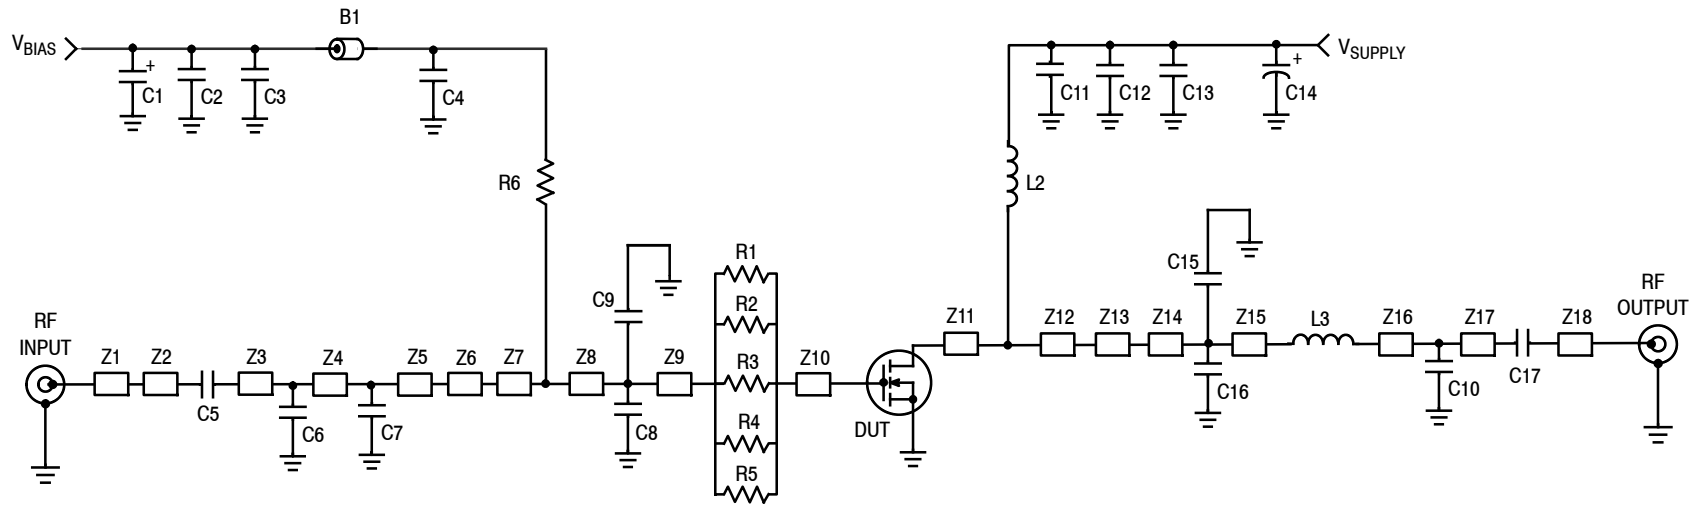 B1
V_BIAS
V_SUPPLY
+
C1
C2
C3
C4
+
C11
C12
C13
C14
R6
L2
R1
C15
C9
R2
RF
INPUT
RF
OUTPUT
Z1
Z2
Z3
Z4
Z5
Z6
Z7
Z8
Z9
R3
Z10
Z11
Z12
Z13
Z14
Z15
L3
Z16
Z17
Z18
C5
C6
C7
C8
R4
R5
DUT
C16
C10
C17